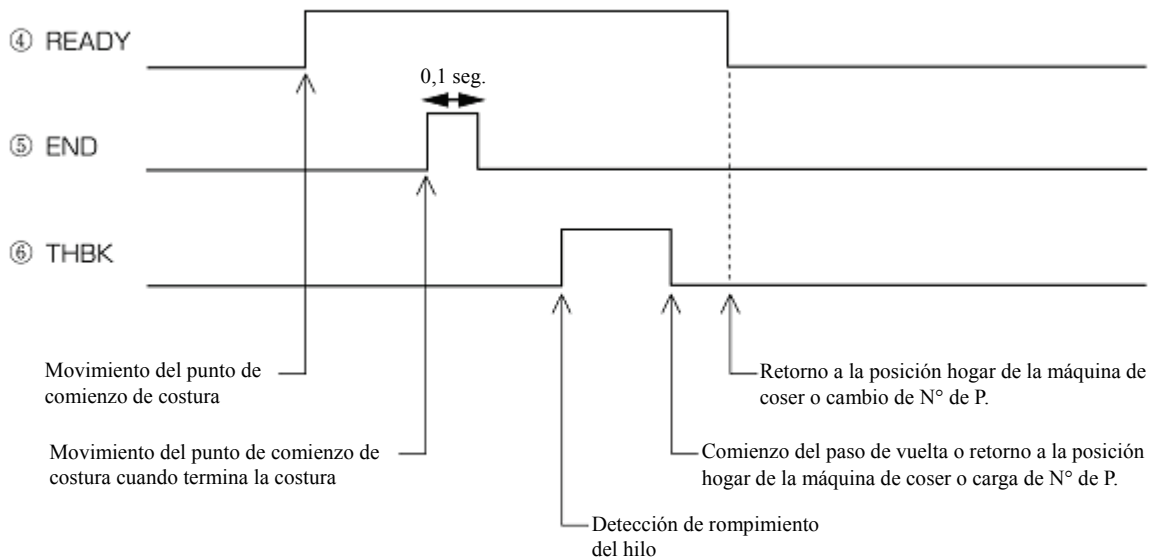 ④ READY
0,1 seg.
⑤ END
⑥ THBK
Movimiento del punto de
comienzo de costura
Retorno a la posición hogar de la máquina de
coser o cambio de N° de P.
Movimiento del punto de comienzo de
costura cuando termina la costura
Comienzo del paso de vuelta o retorno a la posición
hogar de la máquina de coser o carga de N° de P.
Detección de rompimiento
del hilo